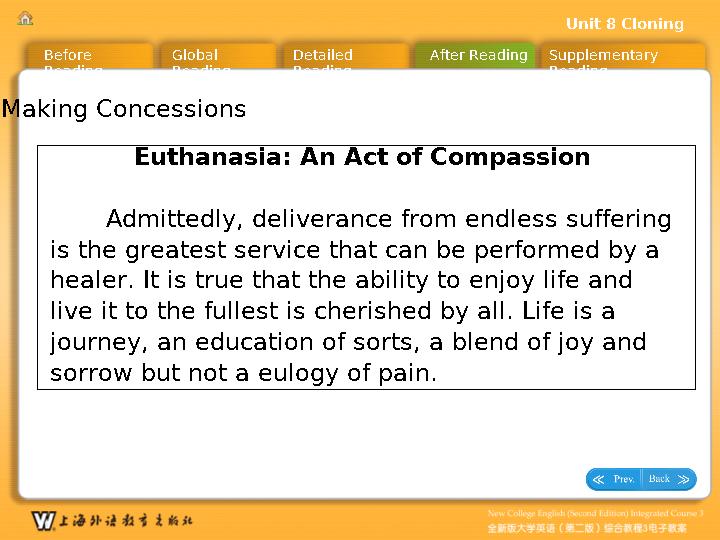 Unit 8 Cloning
Before Reading
Global Reading
Detailed Reading
After Reading
Supplementary Reading
Making Concessions
Euthanasia: An Act of Compassion
Admittedly, deliverance from endless suffering
is the greatest service that can be performed by a
healer. It is true that the ability to enjoy life and
live it to the fullest is cherished by all. Life is a
journey, an education of sorts, a blend of joy and
sorrow but not a eulogy of pain.
Prev. Back
New College English (Second Edition) Integrated Course 3
上海外语教育出版社
全新版大学英语（第二版）综合教程3电子教案